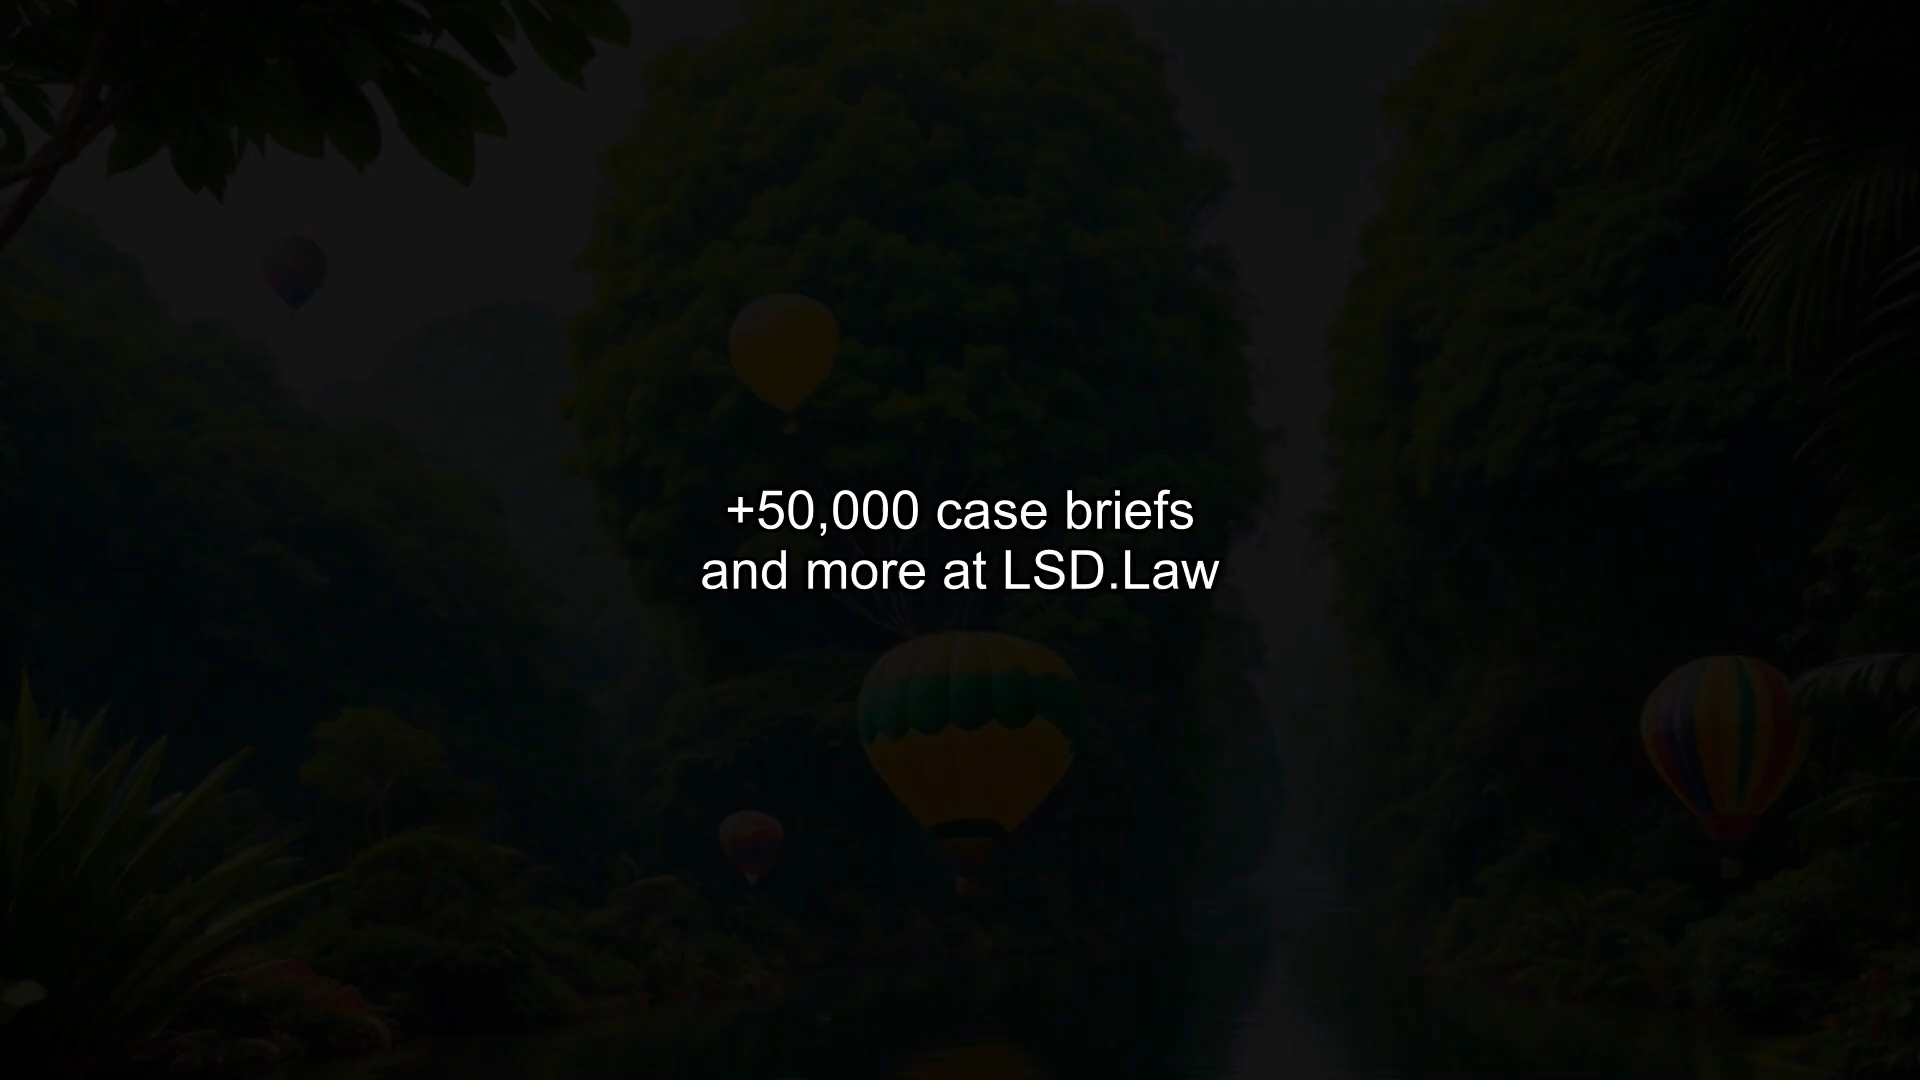 +50,000 case briefs
and more at LSD.Law